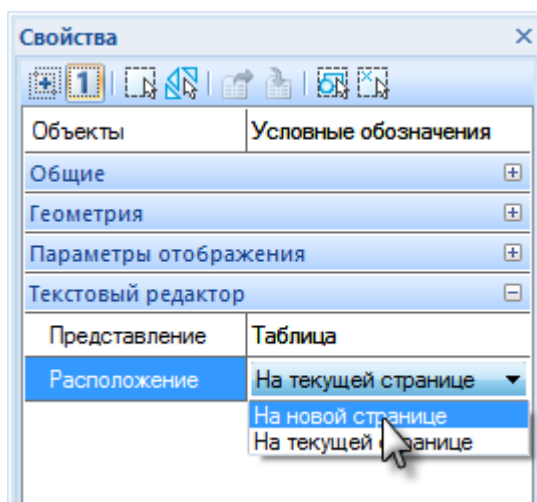 Свойства
1
Объекты Условные обозначения
Общие
Геометрия
Параметры отображения
Текстовый редактор
Представление Таблица
Расположение На текущей странице
На новой странице
На текущей странице